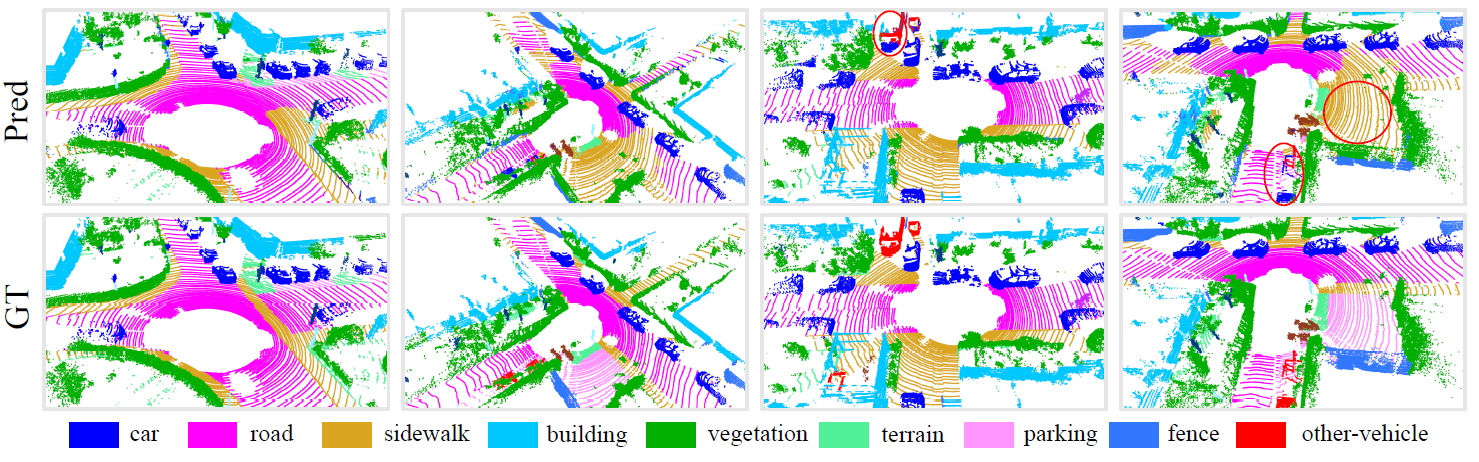 Pred
GT
car road sidewalk building vegetation terrain parking fence other-vehicle